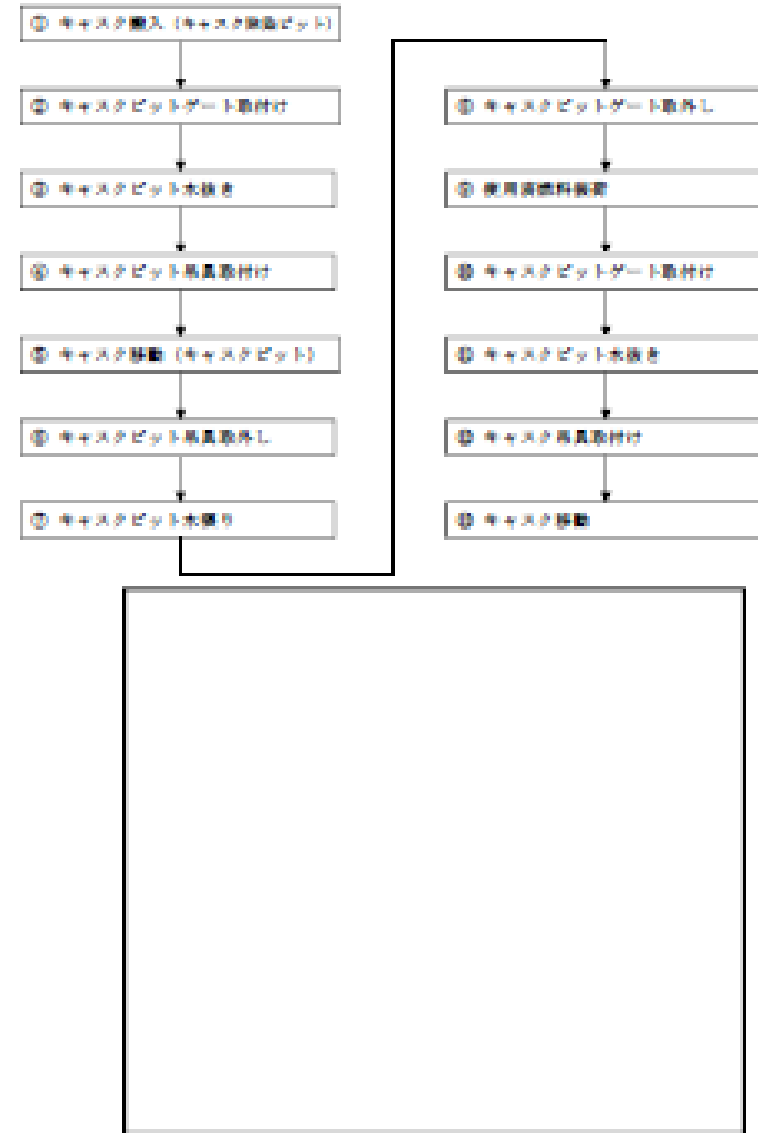 ① キャスク搬入（キャスク除染ピット）
② キャスクピットゲート取付け
③ キャスクピット水抜き
④ キャスクピット吊具取付け
⑤ キャスク移動（キャスクピット）
⑥ キャスクピット吊具取外し
⑦ キャスクピット水張り
⑧ キャスクピットゲート取外し
⑨ 使用済燃料装荷
⑩ キャスクピットゲート取付け
⑪ キャスクピット水抜き
⑫ キャスク吊具取付け
⑬ キャスク移動